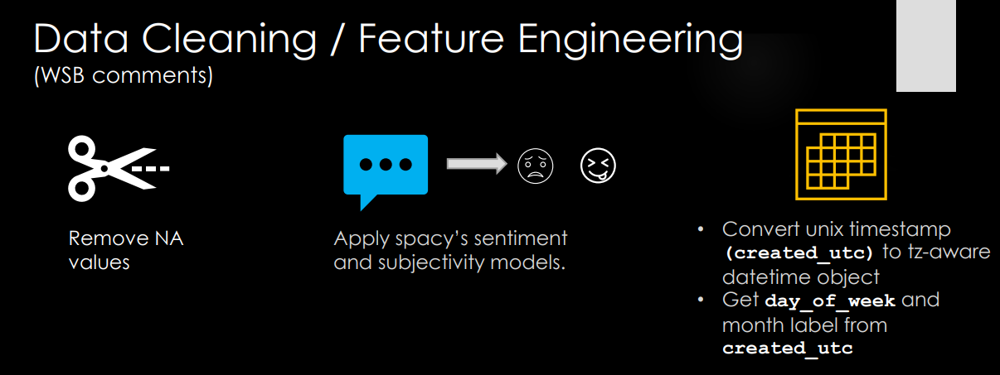 Data Cleaning / Feature Engineering
(WSB comments)
Remove NA
values
Apply spacy's sentiment
and subjectivity models.
• Convert unix timestamp
(created_utc) to tz-aware
datetime object
• Get day_of_week and
month label from
created_utc